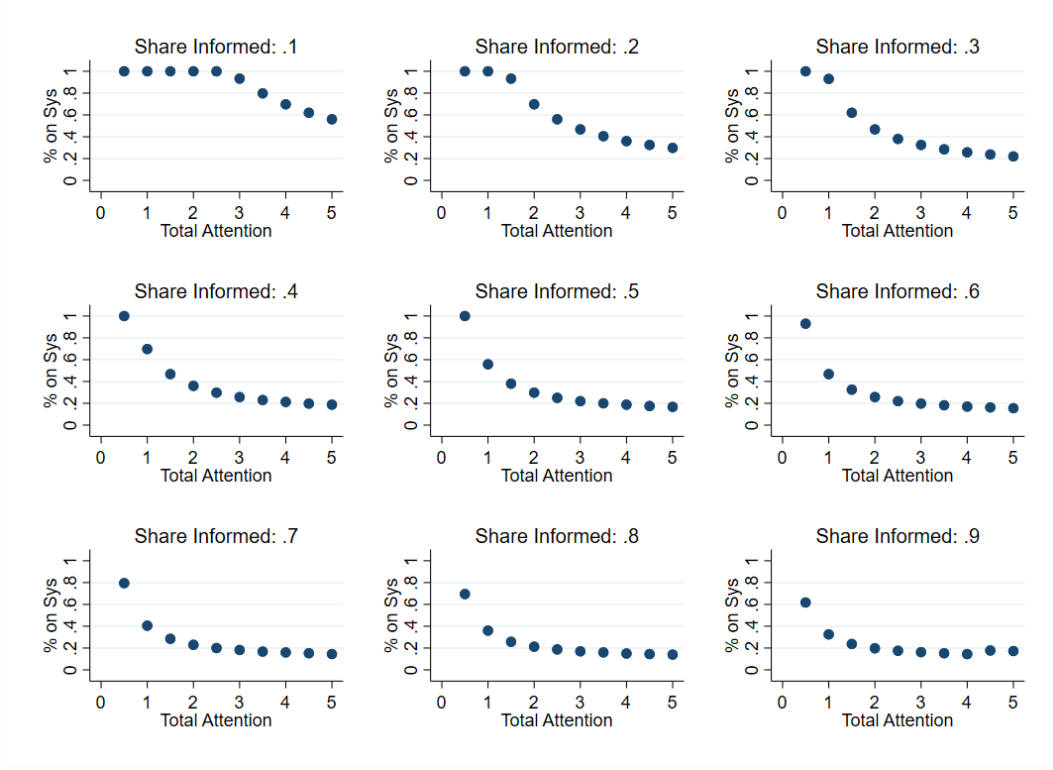 Share Informed: .1
% on Sys
0 .2 .4 .6 .8 1
0 1 2 3 4 5
Total Attention
Share Informed: .2
% on Sys
0 .2 .4 .6 .8 1
0 1 2 3 4 5
Total Attention
Share Informed: .3
% on Sys
0 .2 .4 .6 .8 1
0 1 2 3 4 5
Total Attention
Share Informed: .4
% on Sys
0 .2 .4 .6 .8 1
0 1 2 3 4 5
Total Attention
Share Informed: .5
% on Sys
0 .2 .4 .6 .8 1
0 1 2 3 4 5
Total Attention
Share Informed: .6
% on Sys
0 .2 .4 .6 .8 1
0 1 2 3 4 5
Total Attention
Share Informed: .7
% on Sys
0 .2 .4 .6 .8 1
0 1 2 3 4 5
Total Attention
Share Informed: .8
% on Sys
0 .2 .4 .6 .8 1
0 1 2 3 4 5
Total Attention
Share Informed: .9
% on Sys
0 .2 .4 .6 .8 1
0 1 2 3 4 5
Total Attention